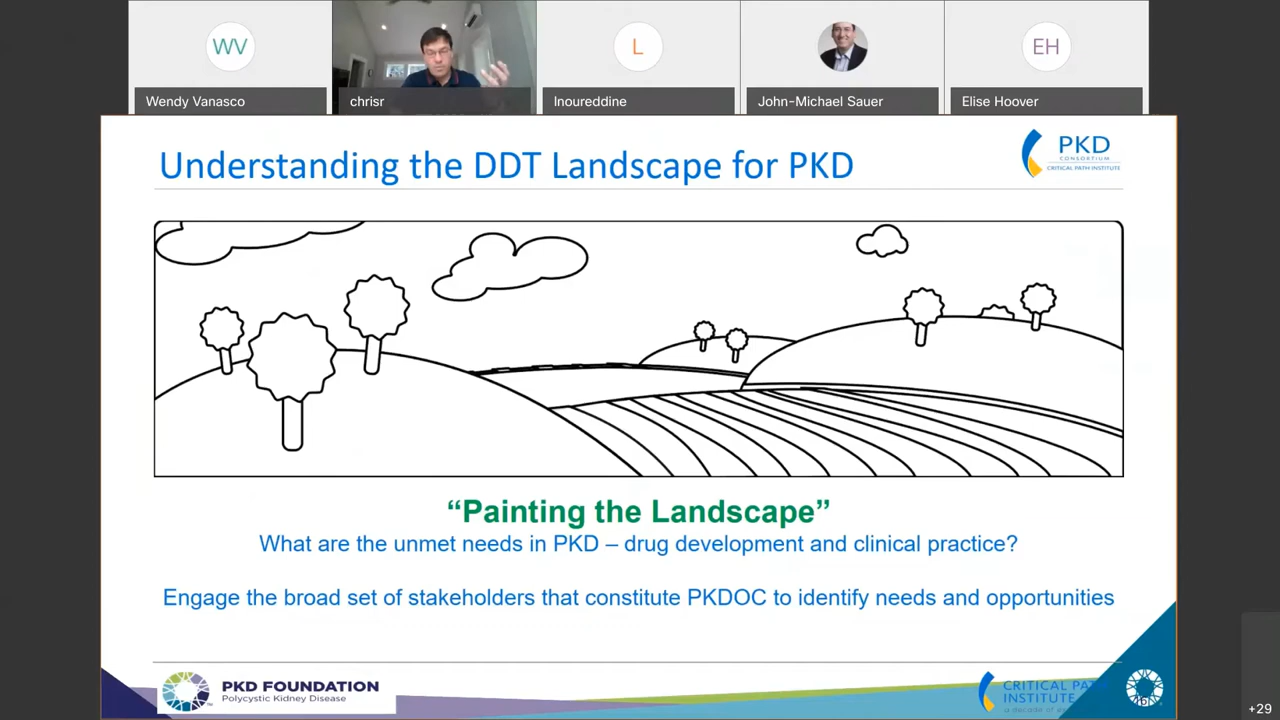 WV
L
EH
Wendy Vanasco
chrisr
lnoureddine
John-Michael Sauer
Elise Hoover
Understanding the DDT Landscape for PKD
PKD
CONSORTIUM
CRITICAL PATH INSTITUTE
“Painting the Landscape”
What are the unmet needs in PKD – drug development and clinical practice?
Engage the broad set of stakeholders that constitute PKDOC to identify needs and opportunities
PKD FOUNDATION
Polycystic Kidney Disease
CRITICAL PATH
INSTITUTE
+29